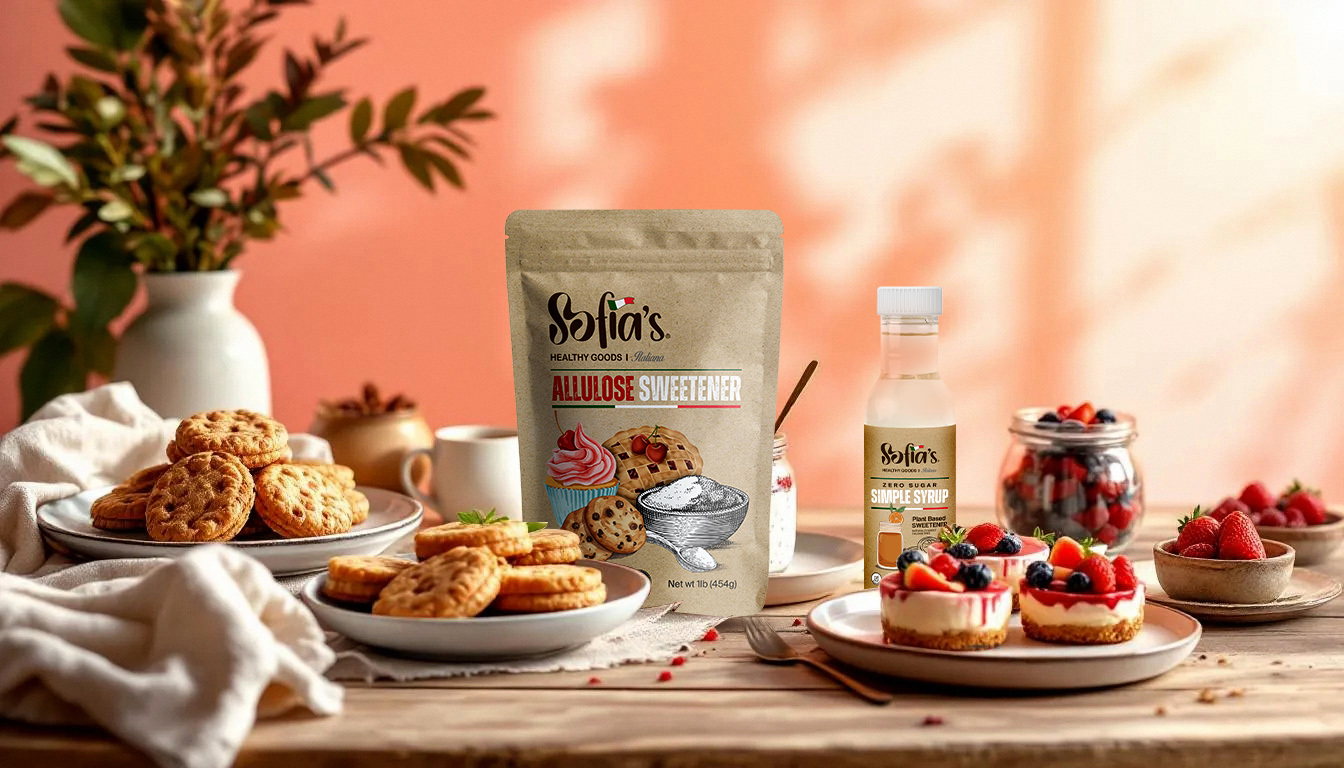 Sofia's®
HEALTHY GOODS I Italiana
ALLULOSE SWEETENER
Net wt 1lb (454g)
Sofia's®
HEALTHY GOODS I Italiana
ZERO SUGAR
SIMPLE SYRUP
Plant Based
SWEETENER